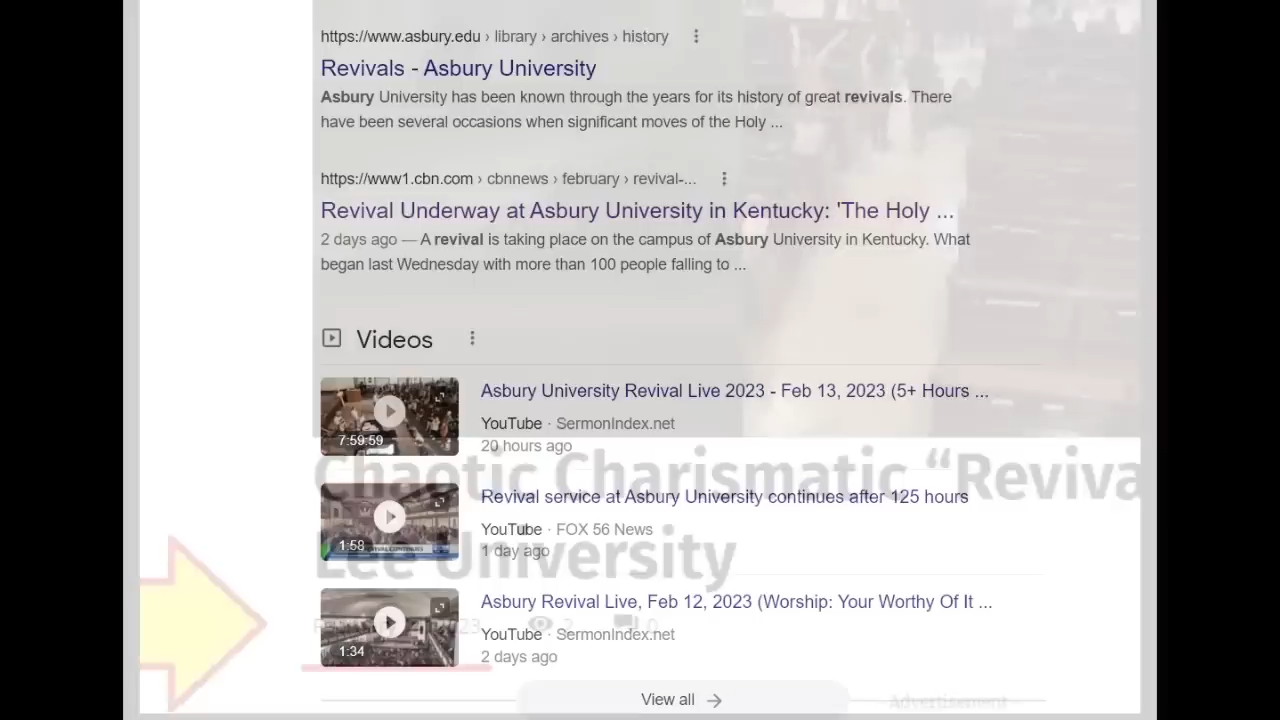 https://www.asbury.edu › library › archives › history
Revivals - Asbury University
Asbury University has been known through the years for its history of great revivals. There
have been several occasions when significant moves of the Holy ...
https://www1.cbn.com › cbnnews › february › revival-...
Revival Underway at Asbury University in Kentucky: 'The Holy ...
2 days ago — A revival is taking place on the campus of Asbury University in Kentucky. What
began last Wednesday with more than 100 people falling to ...
Videos
Asbury University Revival Live 2023 - Feb 13, 2023 (5+ Hours ...
YouTube · SermonIndex.net
7:59:59
20 hours ago
Chaotic Charismatic “Reviva
Revival service at Asbury University continues after 125 hours
YouTube · FOX 56 News
1:58
1 day ago
Lee University
Asbury Revival Live, Feb 12, 2023 (Worship: Your Worthy Of It ...
YouTube · SermonIndex.net
1:34
2 days ago
View all
Advertisement